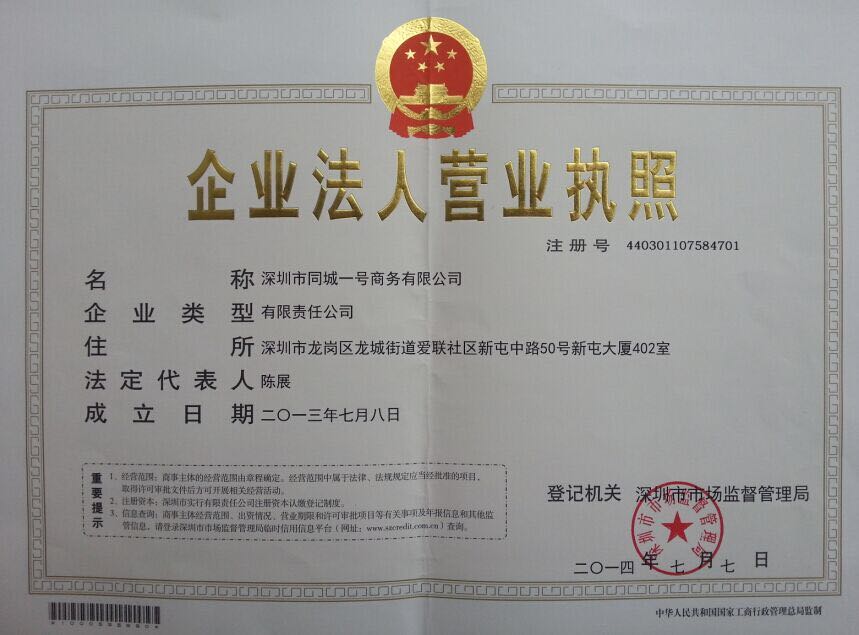 企业法人营业执照
注册号 440301107584701
名称 深圳市同城一号商务有限公司
企业类型 有限责任公司
住所 深圳市龙岗区龙城街道爱联社区新屯中路50号新屯大厦402室
法定代表人 陈展
成立日期 二〇一三年七月八日
重要提示
1、经营范围：商事主体的经营范围由章程确定。经营范围中属于法律、法规规定应当经批准的项目，
取得许可审批文件后方可开展相关经营活动。
2、注册资本：深圳市实行有限责任公司注册资本认缴登记制度。
3、信息查询：商事主体经营范围、出资情况、营业期限和许可审批项目等有关事项及年报信息和其他监
管信息，请登录深圳市市场监督管理局临时信用信息平台（网址：www.szcredit.com.cn）查询。
登记机关 深圳市市场监督管理局
深圳市市场监督管理局
二〇一四年七月七日
中华人民共和国国家工商行政管理总局监制